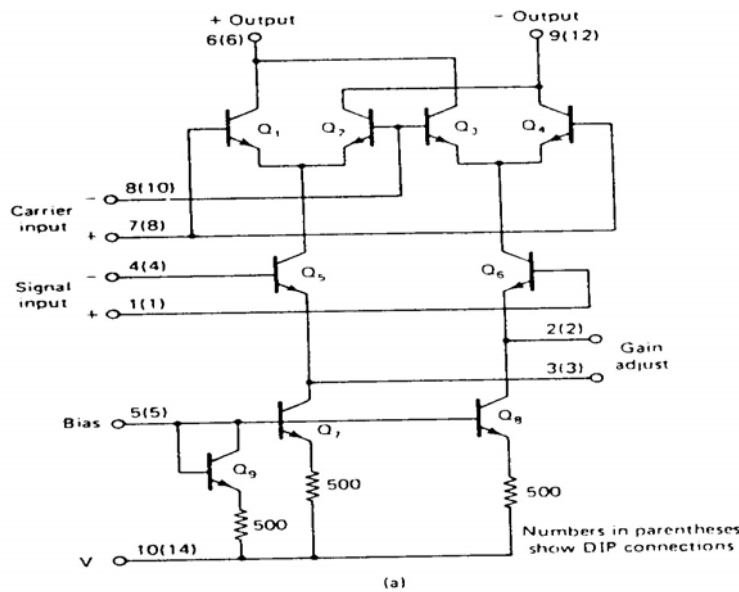 + Output
6(6)
- Output
9(12)
Q1
Q2
Q3
Q4
- 8(10)
Carrier
input
+ 7(8)
- 4(4)
Q5
Q6
Signal
input
+ 1(1)
2(2)
Gain
adjust
3(3)
Bias 5(5)
Q7
Q8
Q9
500
500
500
Numbers in parentheses
show DIP connections
V 10(14)
(a)